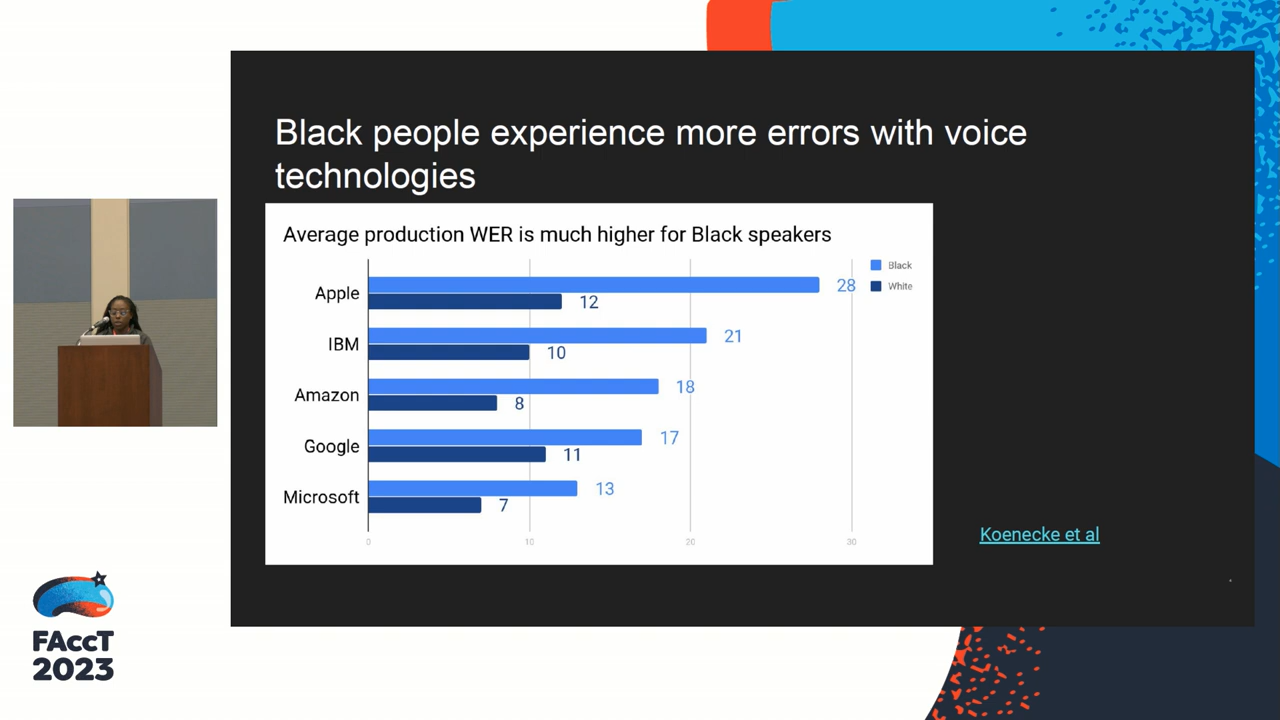 Black people experience more errors with voice
technologies
Average production WER is much higher for Black speakers
Black
White
Apple
28
12
IBM
21
10
Amazon
18
8
Google
17
11
Microsoft
13
7
0
10
20
30
Koenecke et al
FAccT
2023